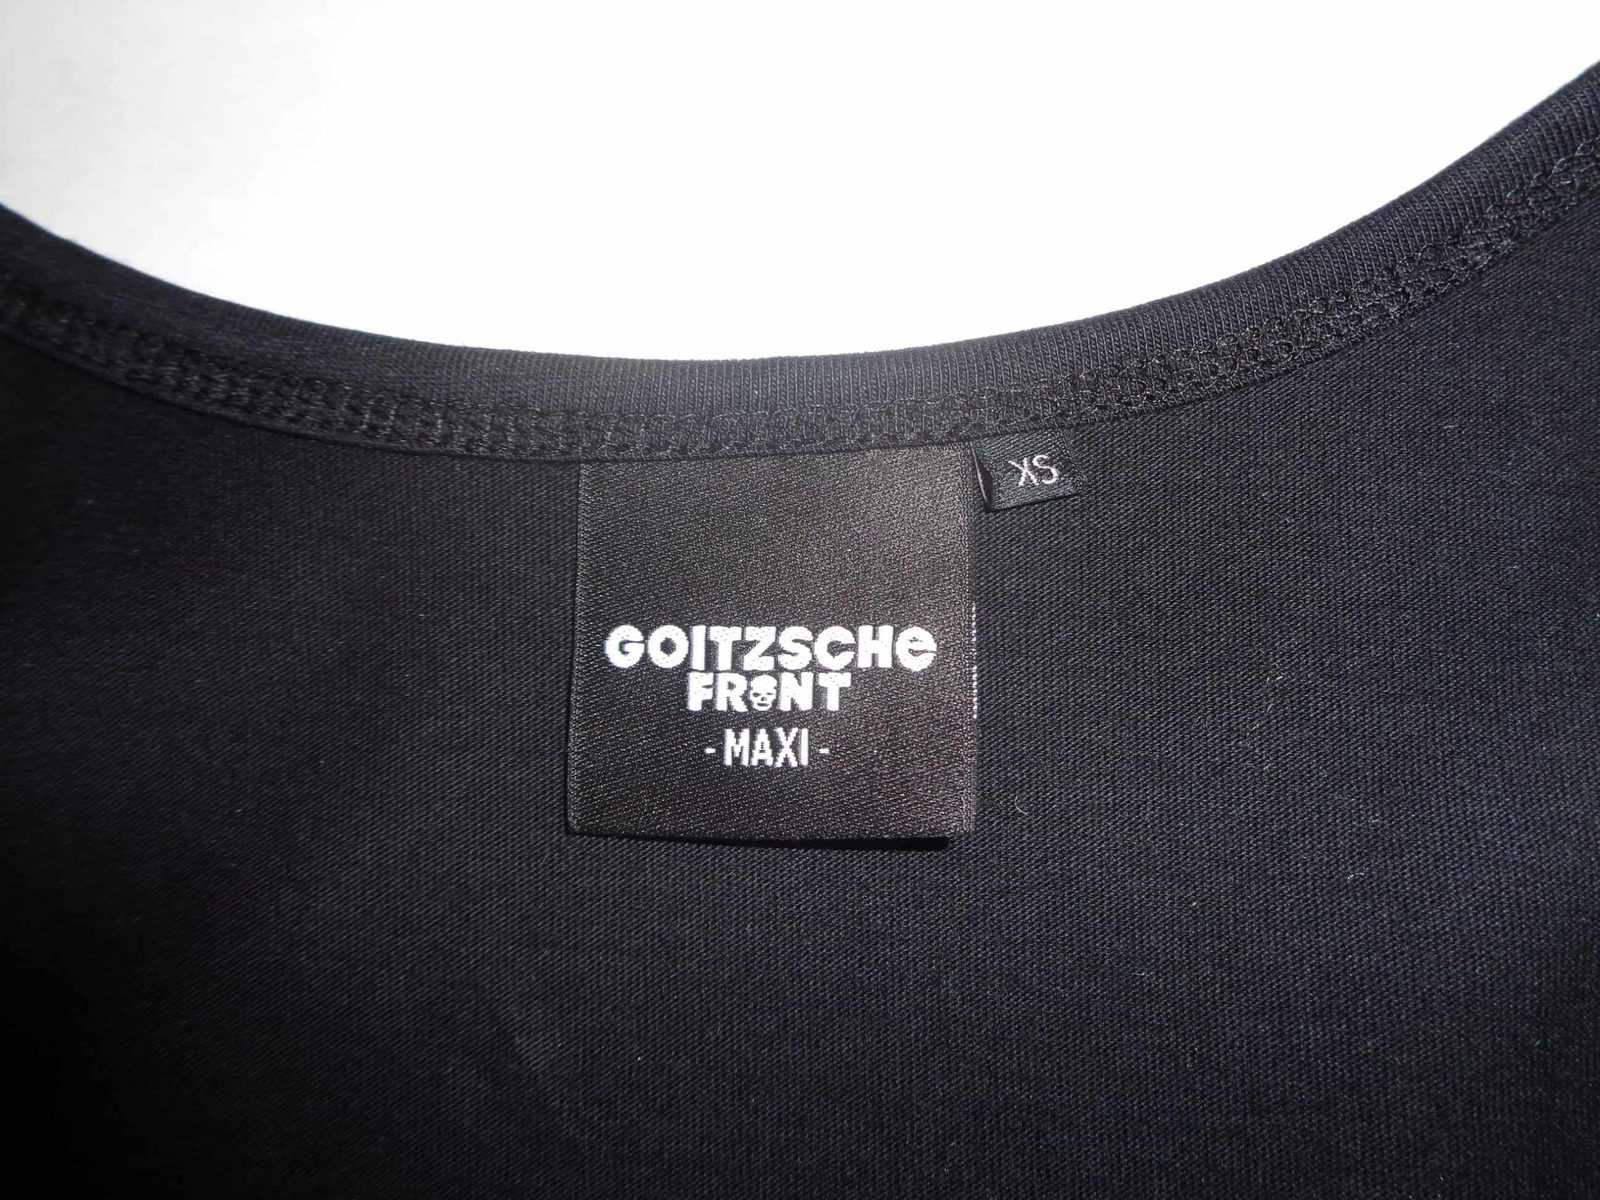 XS
GOITZSCHE
FRONT
- MAXI -